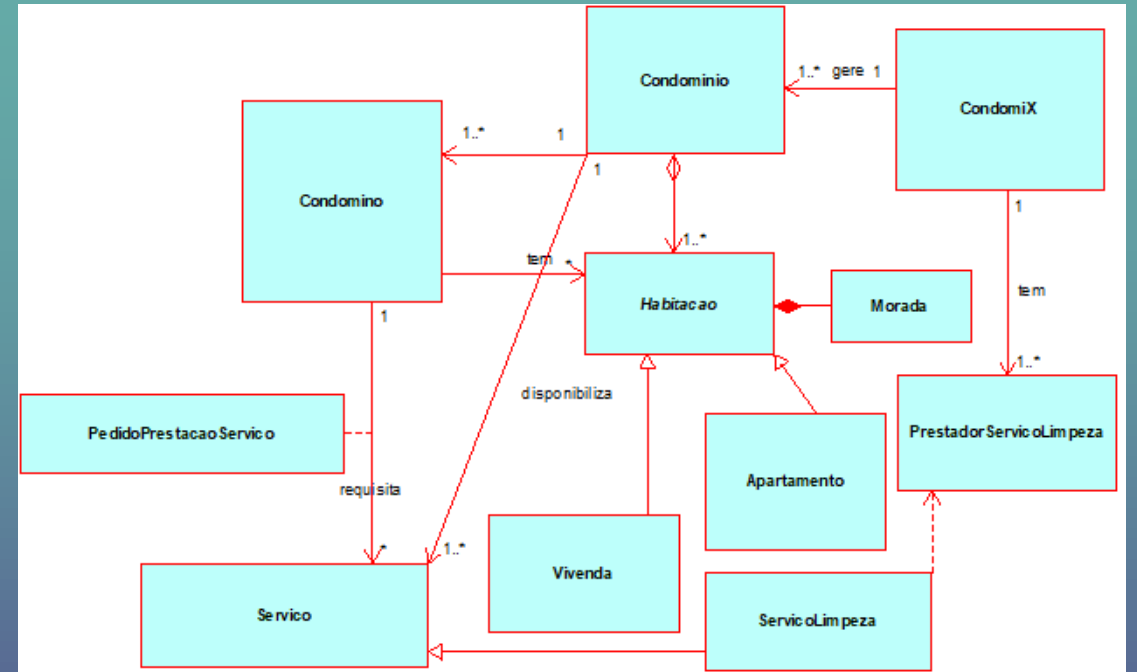 Condominio
1..* gere 1
CondomiX
1..*
1
1
Condomino
1
1..*
tem
*
Habitacao
Morada
tem
1
disponibiliza
1..*
PedidoPrestacaoServico
PrestadorServicoLimpeza
Apartamento
requisita
*
1..*
Vivenda
Servico
ServicoLimpeza